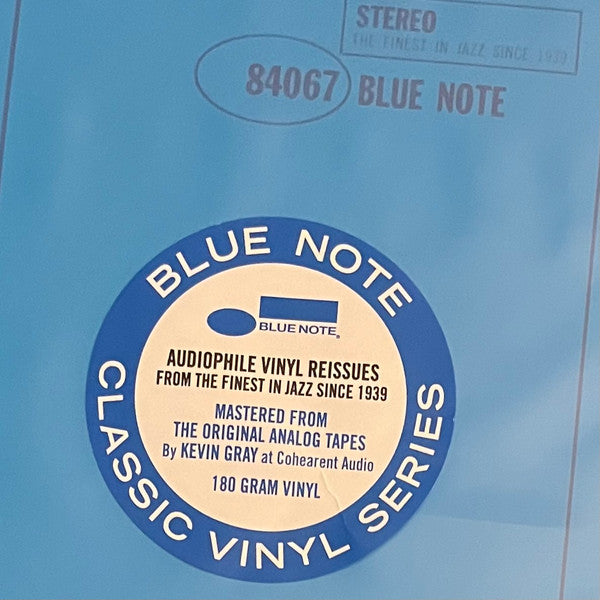 STEREO
THE FINEST IN JAZZ SINCE 1939
84067 BLUE NOTE
BLUE NOTE
BLUE NOTE®
AUDIOPHILE VINYL REISSUES
FROM THE FINEST IN JAZZ SINCE 1939
MASTERED FROM
THE ORIGINAL ANALOG TAPES
By KEVIN GRAY at Cohearent Audio
180 GRAM VINYL
CLASSIC VINYL SERIES